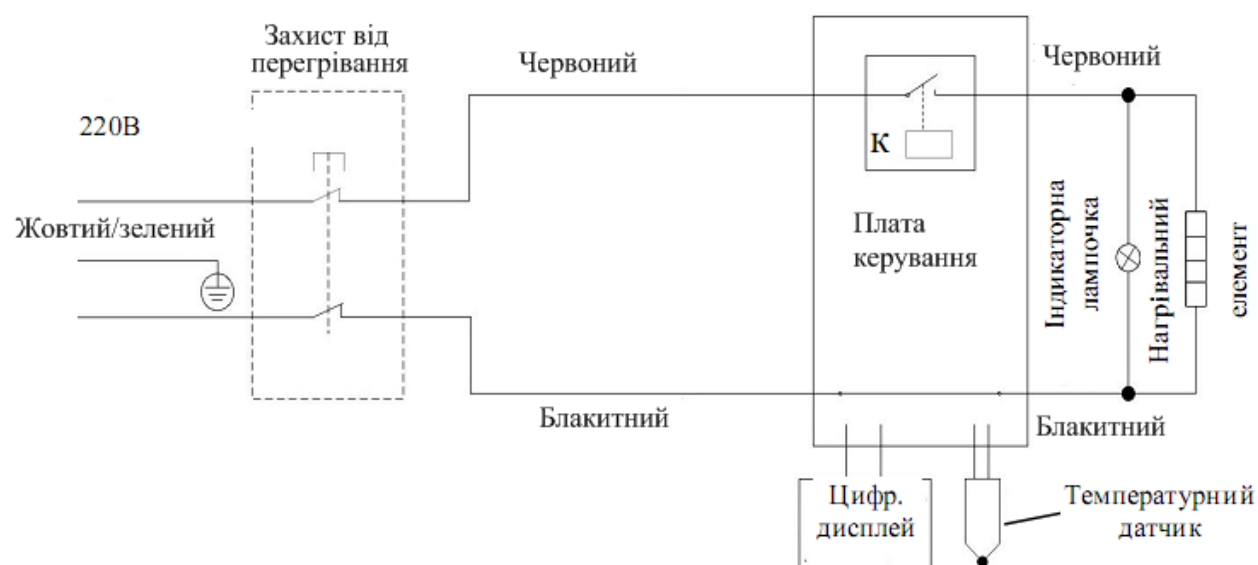 Захист від
перегрівання
220В
Жовтий/зелений
Червоний
Блакитний
К
Плата
керування
Червоний
Індикаторна
лампочка
Нагрівальний
елемент
Блакитний
Цифр.
дисплей
Температурний
датчик